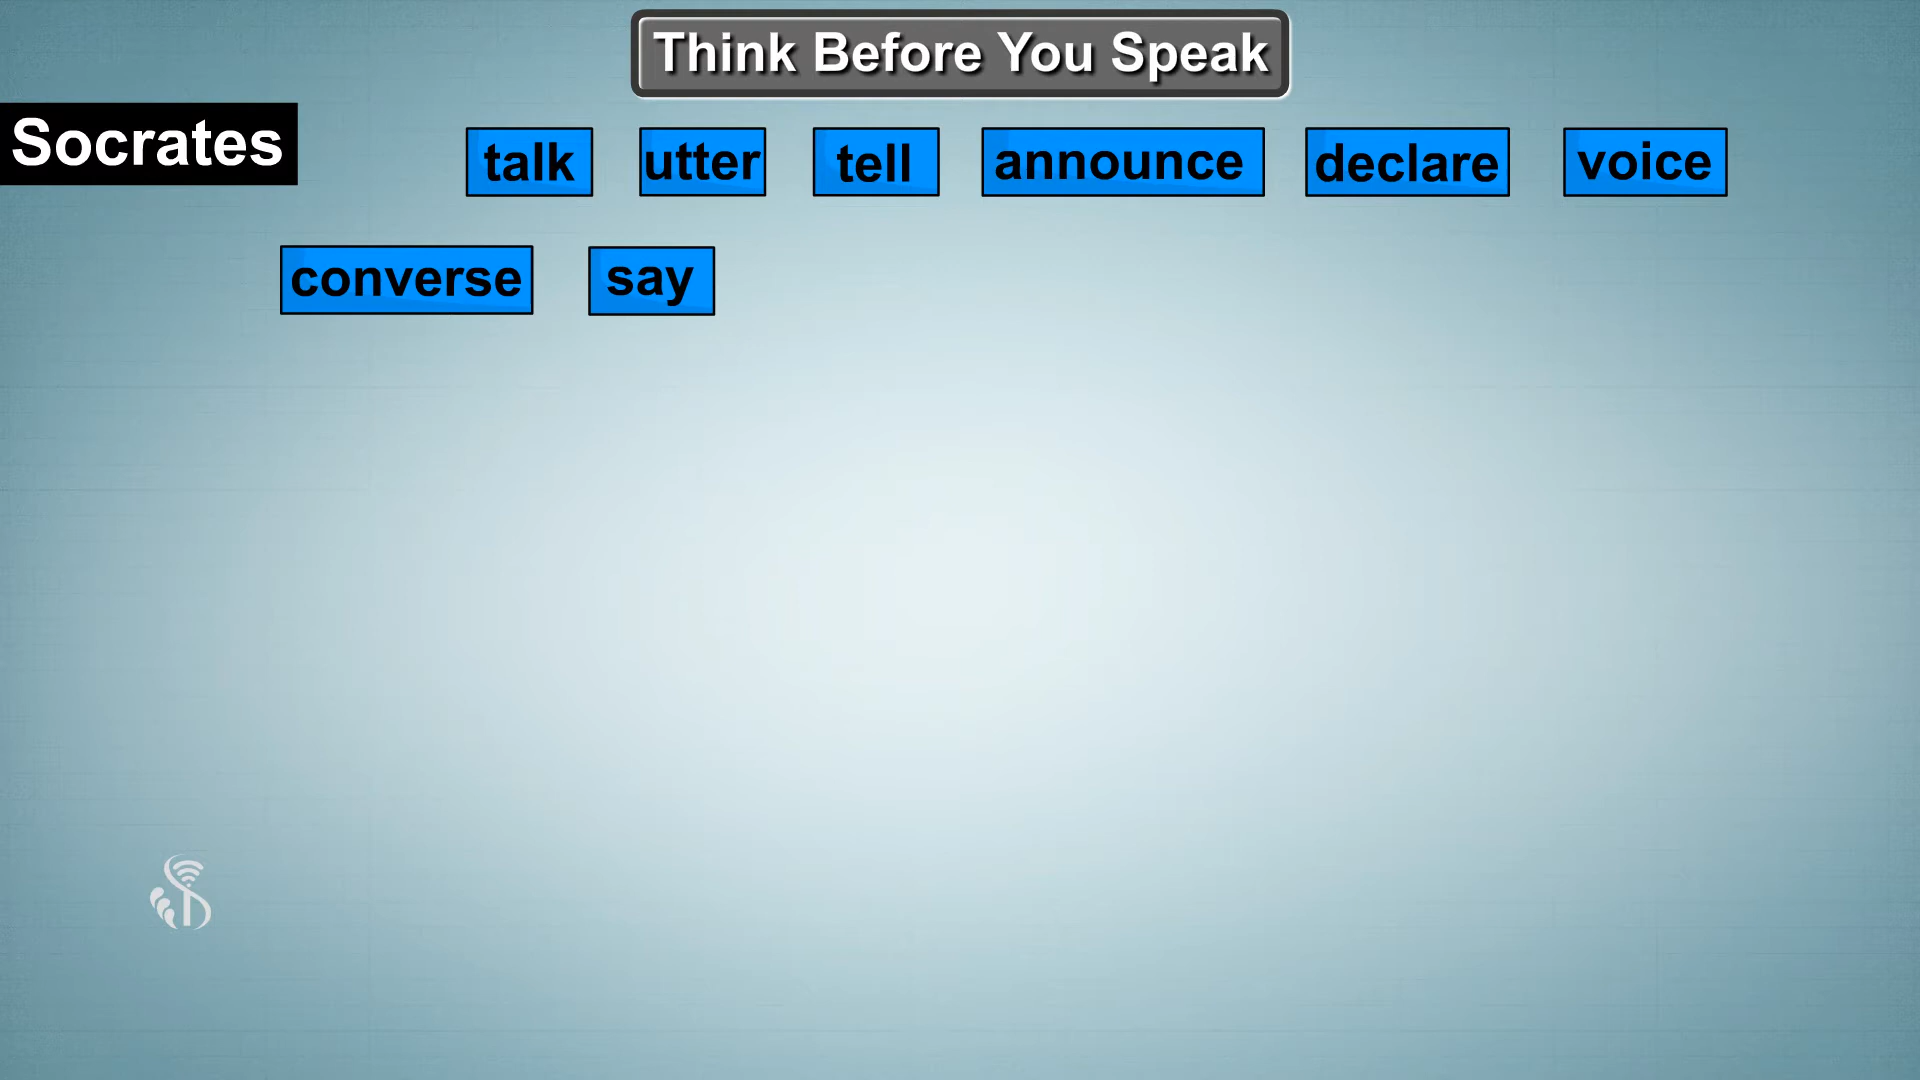 Think Before You Speak
Socrates
talk utter tell announce declare voice
converse say